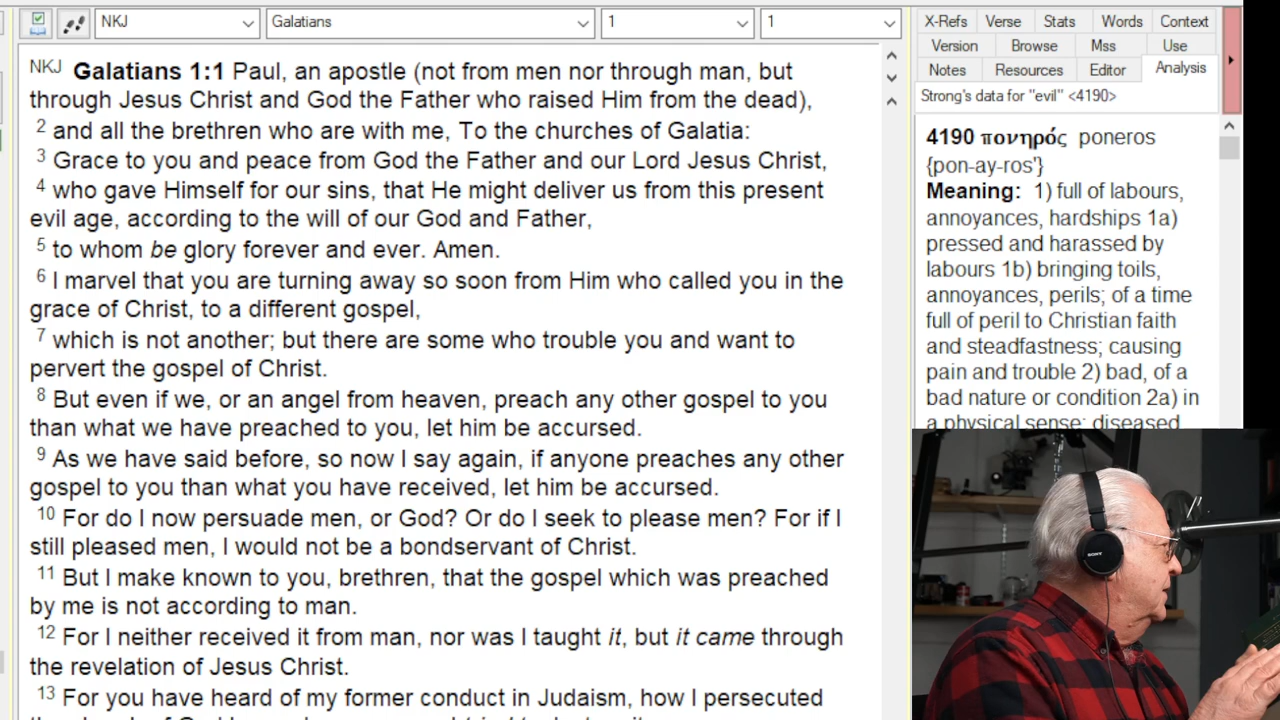 NKJ
Galatians
1
1
NKJ Galatians 1:1 Paul, an apostle (not from men nor through man, but
through Jesus Christ and God the Father who raised Him from the dead),
2 and all the brethren who are with me, To the churches of Galatia:
3 Grace to you and peace from God the Father and our Lord Jesus Christ,
4 who gave Himself for our sins, that He might deliver us from this present
evil age, according to the will of our God and Father,
5 to whom be glory forever and ever. Amen.
6 I marvel that you are turning away so soon from Him who called you in the
grace of Christ, to a different gospel,
7 which is not another; but there are some who trouble you and want to
pervert the gospel of Christ.
8 But even if we, or an angel from heaven, preach any other gospel to you
than what we have preached to you, let him be accursed.
9 As we have said before, so now I say again, if anyone preaches any other
gospel to you than what you have received, let him be accursed.
10 For do I now persuade men, or God? Or do I seek to please men? For if I
still pleased men, I would not be a bondservant of Christ.
11 But I make known to you, brethren, that the gospel which was preached
by me is not according to man.
12 For I neither received it from man, nor was I taught it, but it came through
the revelation of Jesus Christ.
13 For you have heard of my former conduct in Judaism, how I persecuted
X-Refs Verse Stats Words Context
Version Browse Mss Use
Notes Resources Editor Analysis
Strong's data for "evil" <4190>
4190 πονηρός poneros
{pon-ay-ros'}
Meaning: 1) full of labours,
annoyances, hardships 1a)
pressed and harassed by
labours 1b) bringing toils,
annoyances, perils; of a time
full of peril to Christian faith
and steadfastness; causing
pain and trouble 2) bad, of a
bad nature or condition 2a) in
a physical sense: diseased
SONY